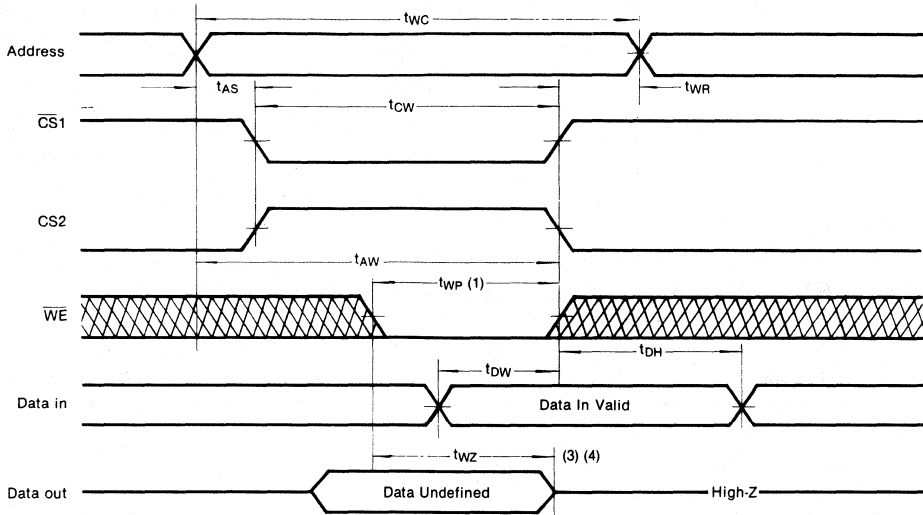 tWC
Address
tAS
tWR
tCW
CS1
CS2
tAW
tWP (1)
WE
tDH
tDW
Data in
Data In Valid
tWZ
(3) (4)
Data out
Data Undefined
High-Z